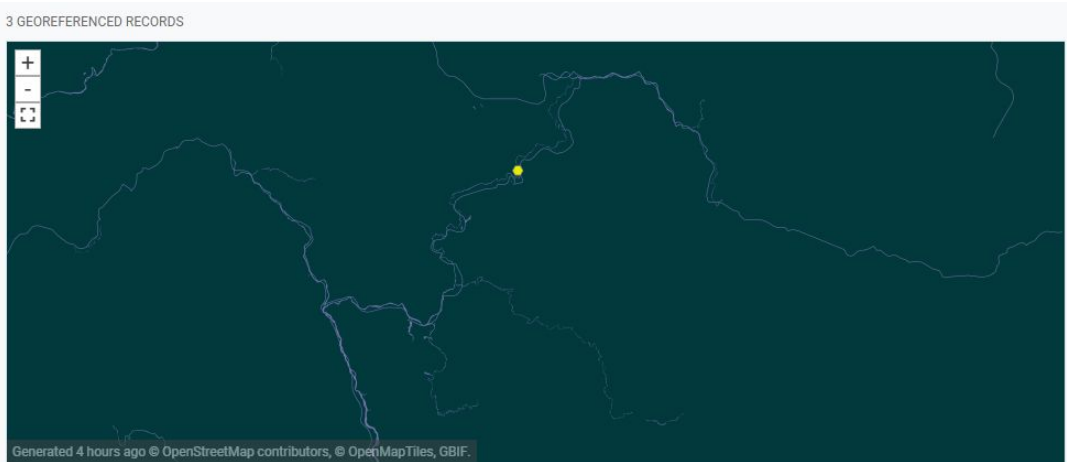 3 GEOREFERENCED RECORDS
+
-
Generated 4 hours ago © OpenStreetMap contributors, © OpenMapTiles, GBIF.